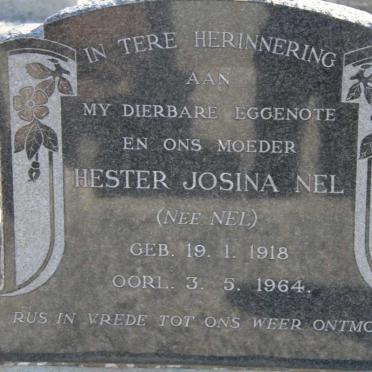 IN TERE HERINNERING
AAN
MY DIERBARE EGGENOTE
EN ONS MOEDER
HESTER JOSINA NEL
(NEE NEL)
GEB. 19. 1. 1918
OORL. 3. 5. 1964.
RUS IN VREDE TOT ONS WEER ONTMO